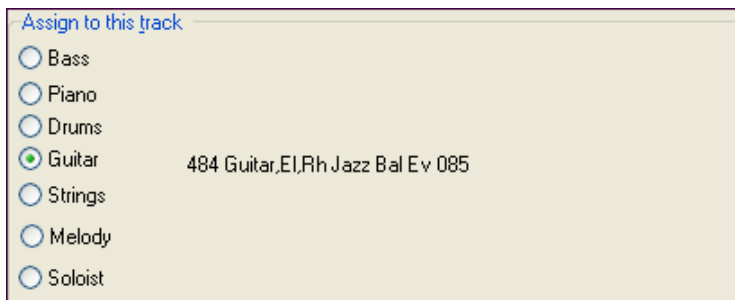 Assign to this track
Bass
Piano
Drums
Guitar 484 Guitar,El,Rh Jazz Bal Ev 085
Strings
Melody
Soloist